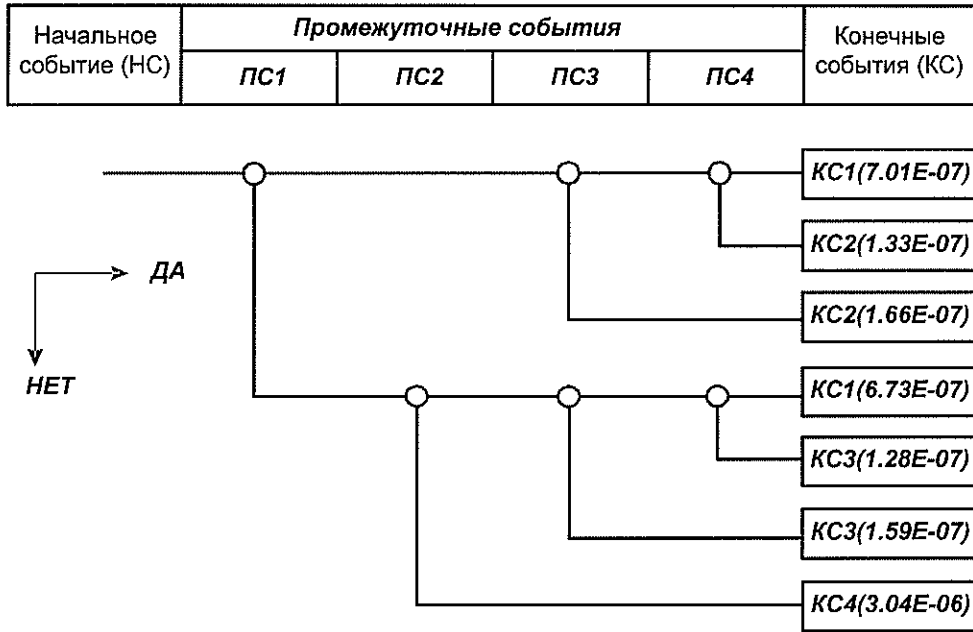 Начальное
событие (НС)
Промежуточные события
ПС1
ПС2
ПС3
ПС4
Конечные
события (КС)
КС1(7.01E-07)
КС2(1.33E-07)
ДА
КС2(1.66E-07)
НЕТ
КС1(6.73E-07)
КС3(1.28E-07)
КС3(1.59E-07)
КС4(3.04E-06)